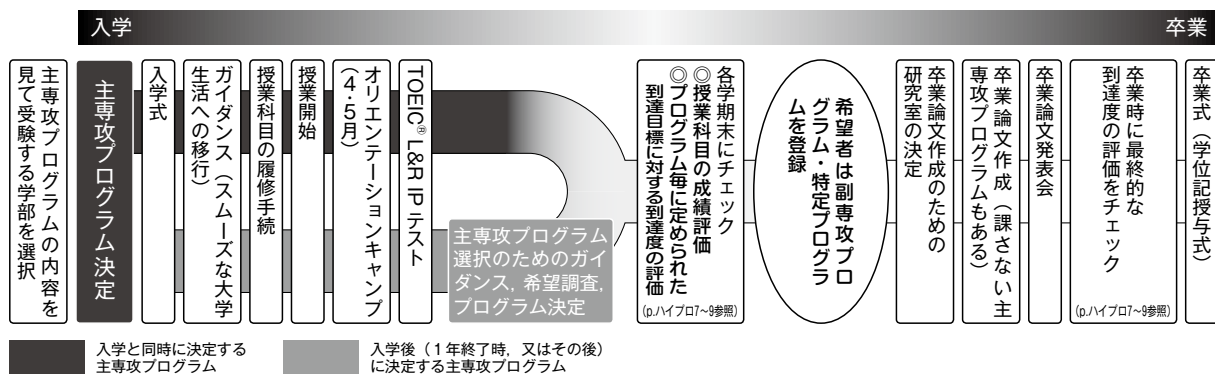 入学
卒業
主専攻プログラムの内容を
見て受験する学部を選択
主専攻プログラム決定
入学式
ガイダンス（スムーズな大学
生活への移行）
授業科目の履修手続
授業開始
オリエンテーションキャンプ
（4・5月）
TOEIC® L&R IP テスト
主専攻プログラム
選択のためのガイ
ダンス，希望調査，
プログラム決定
各学期末にチェック
◎授業科目の成績評価
◎プログラム毎に定められた
到達目標に対する到達度の評価
（p.ハイプロ7～9参照）
希望者は副専攻プロ
グラム・特定プログラ
ムを登録
卒業論文作成のための
研究室の決定
卒業論文作成（課さない主
専攻プログラムもある）
卒業論文発表会
卒業時に最終的な
到達度の評価をチェック
（p.ハイプロ7～9参照）
卒業式（学位記授与式）
入学と同時に決定する
主専攻プログラム
入学後（1年終了時，又はその後）
に決定する主専攻プログラム